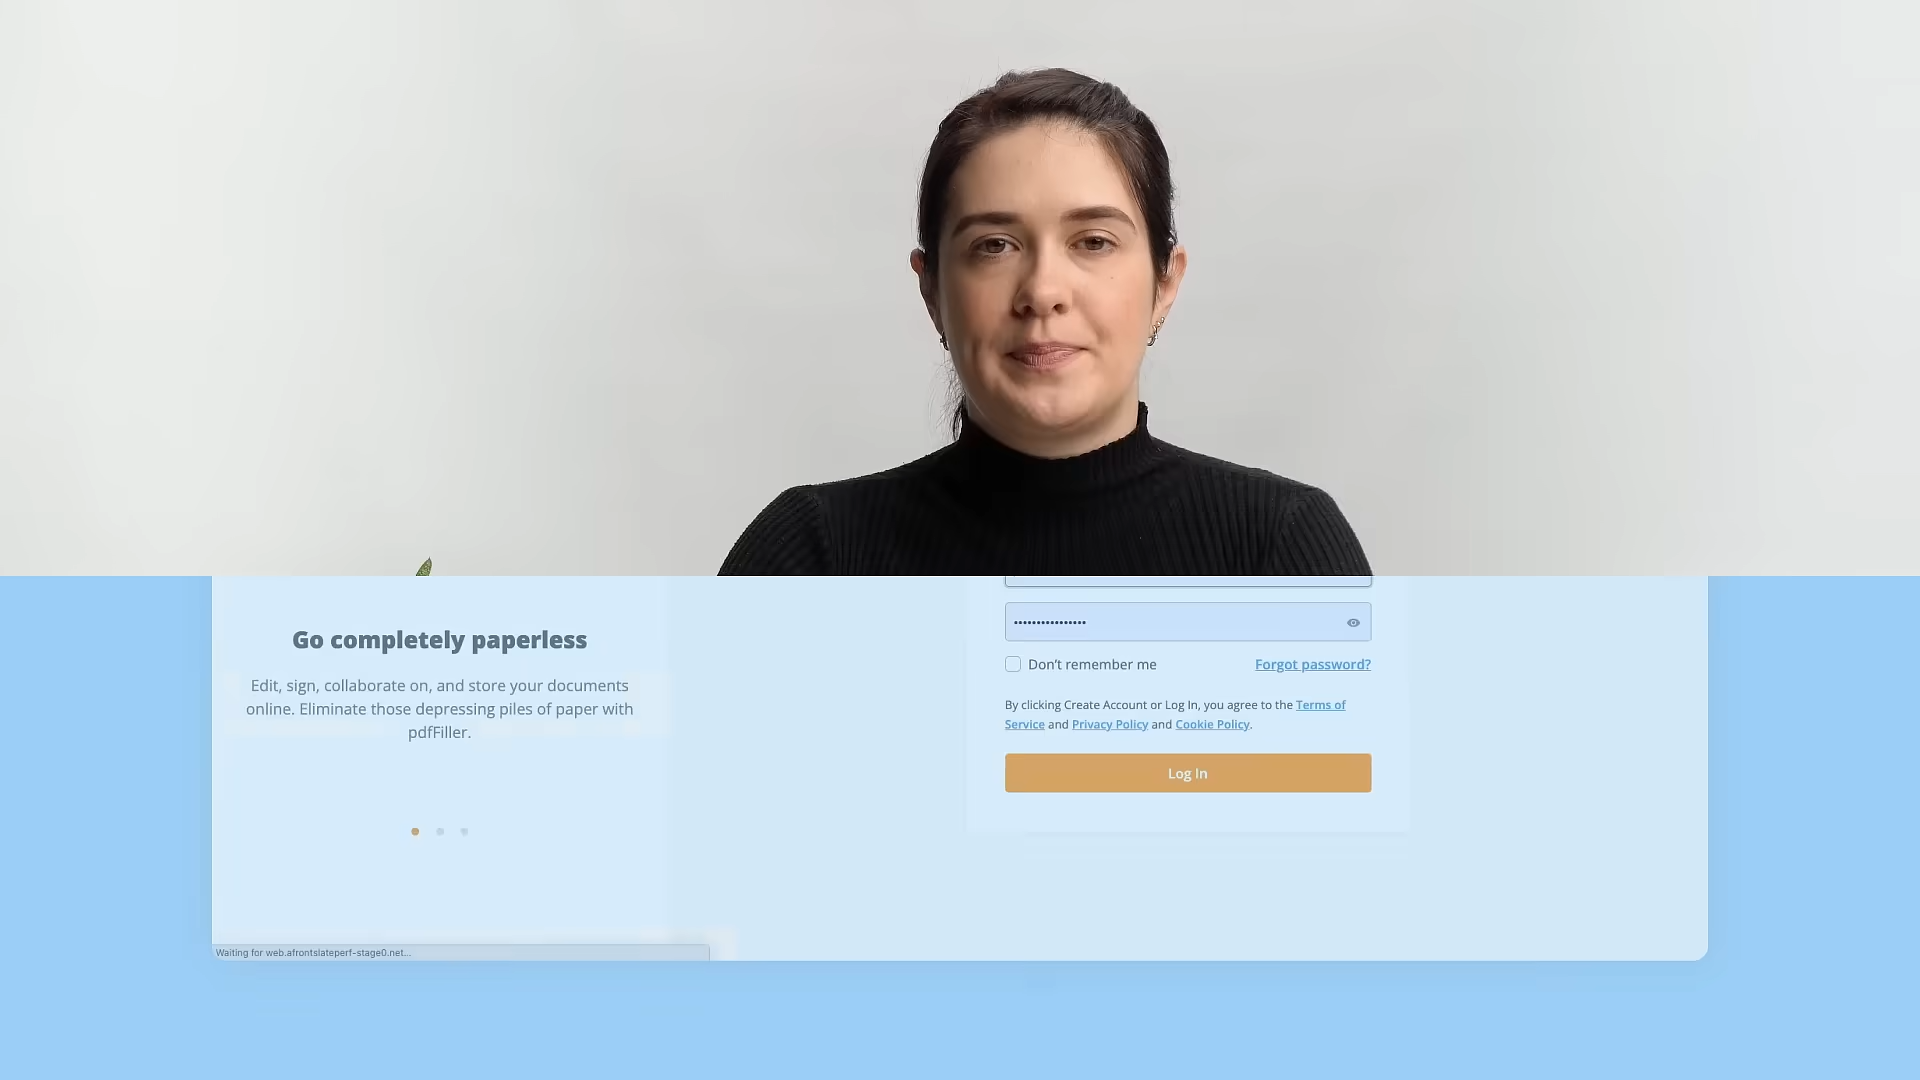 ••••••••••••••••
Go completely paperless
Don't remember me
Forgot password?
Edit, sign, collaborate on, and store your documents
online. Eliminate those depressing piles of paper with
pdfFiller.
By clicking Create Account or Log In, you agree to the Terms of
Service and Privacy Policy and Cookie Policy.
Log In
Waiting for web.afrontslateperf-stage0.net...